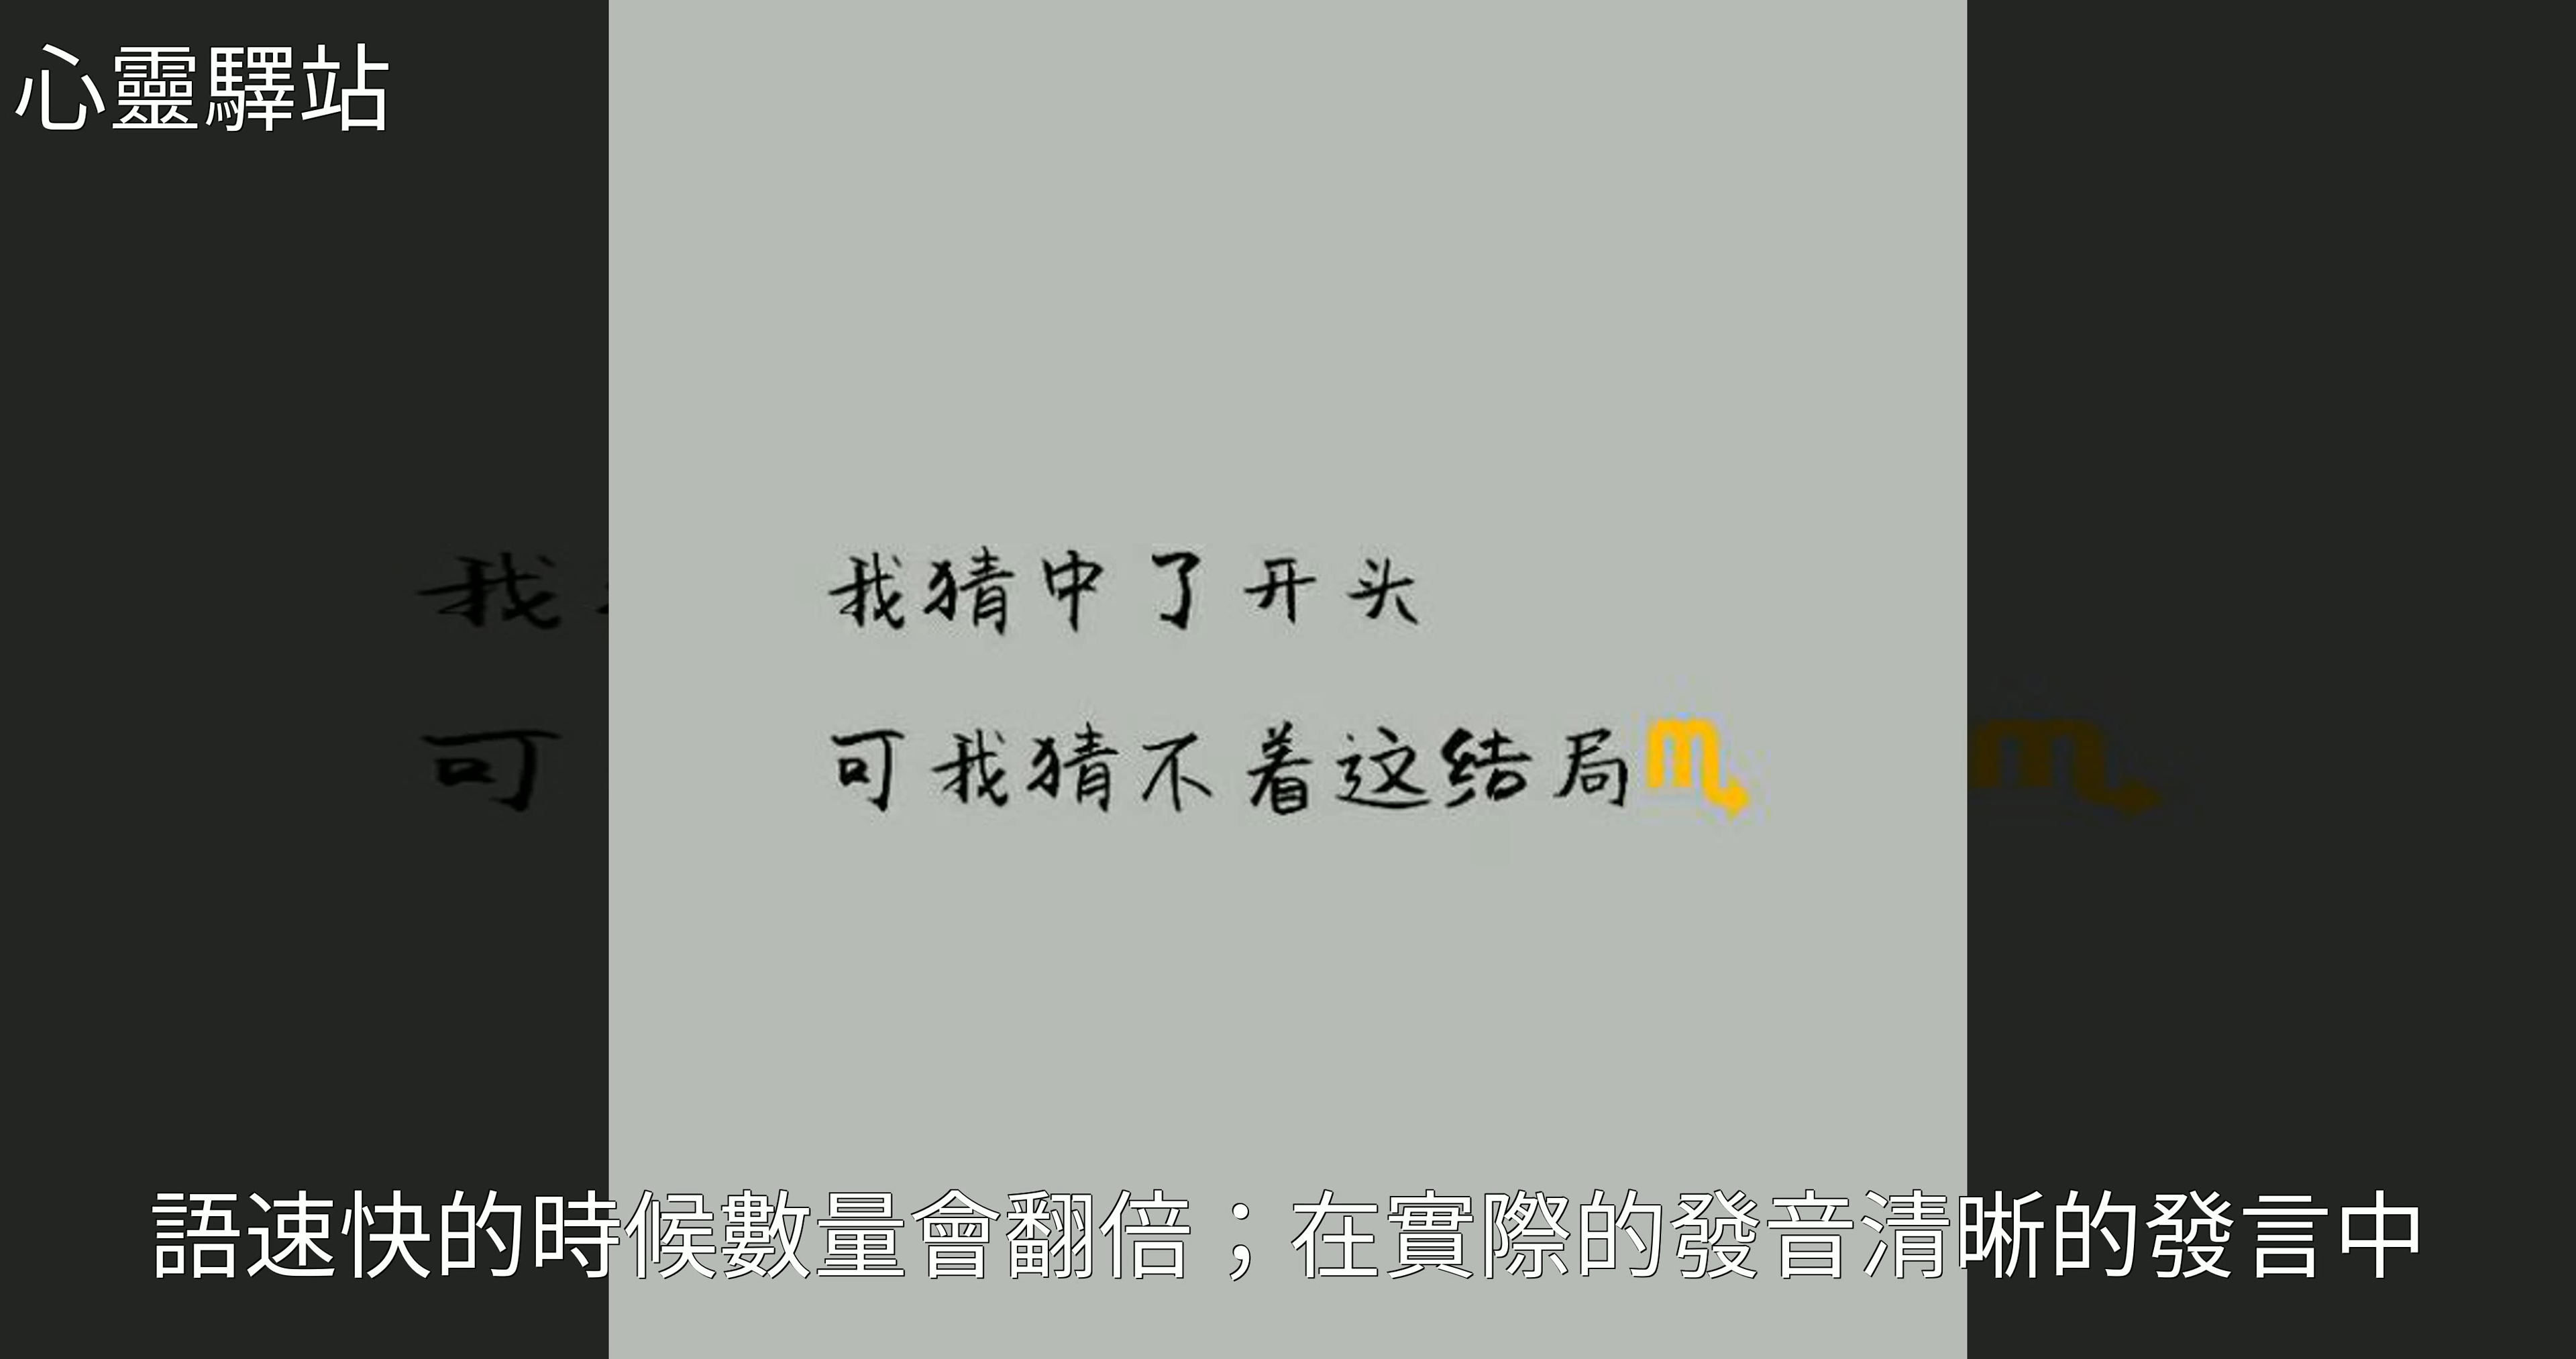 心靈驛站
我猜中了开头
可我猜不着这结局♏
語速快的時候數量會翻倍；在實際的發音清晰的發言中